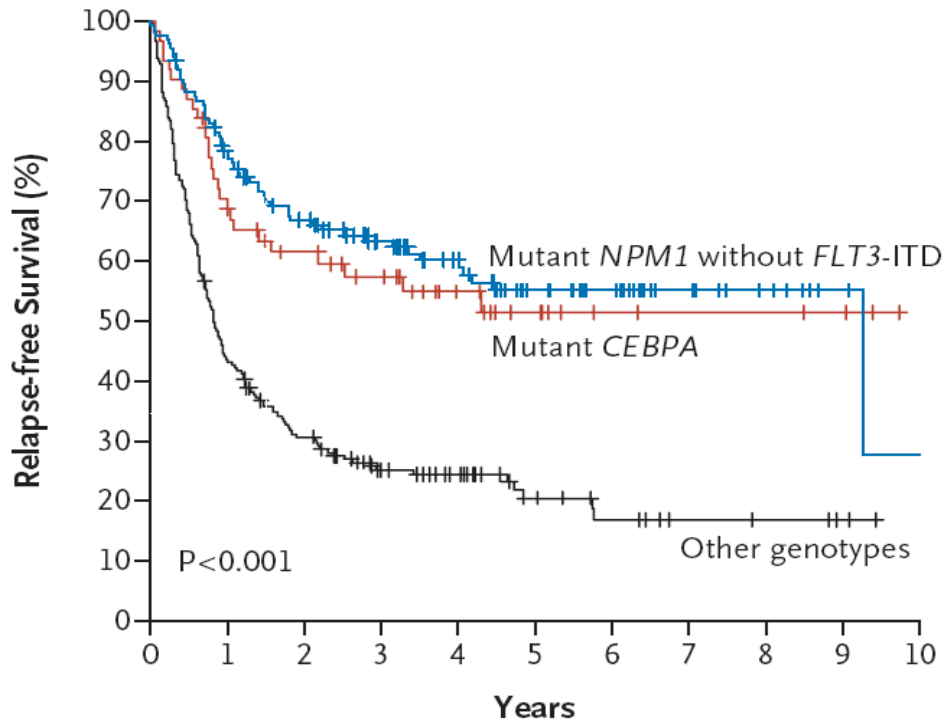 Relapse-free Survival (%)
100
90
80
70
60
50
40
30
20
10
0
Mutant NPM1 without FLT3-ITD
Mutant CEBPA
Other genotypes
P<0.001
0 1 2 3 4 5 6 7 8 9 10
Years